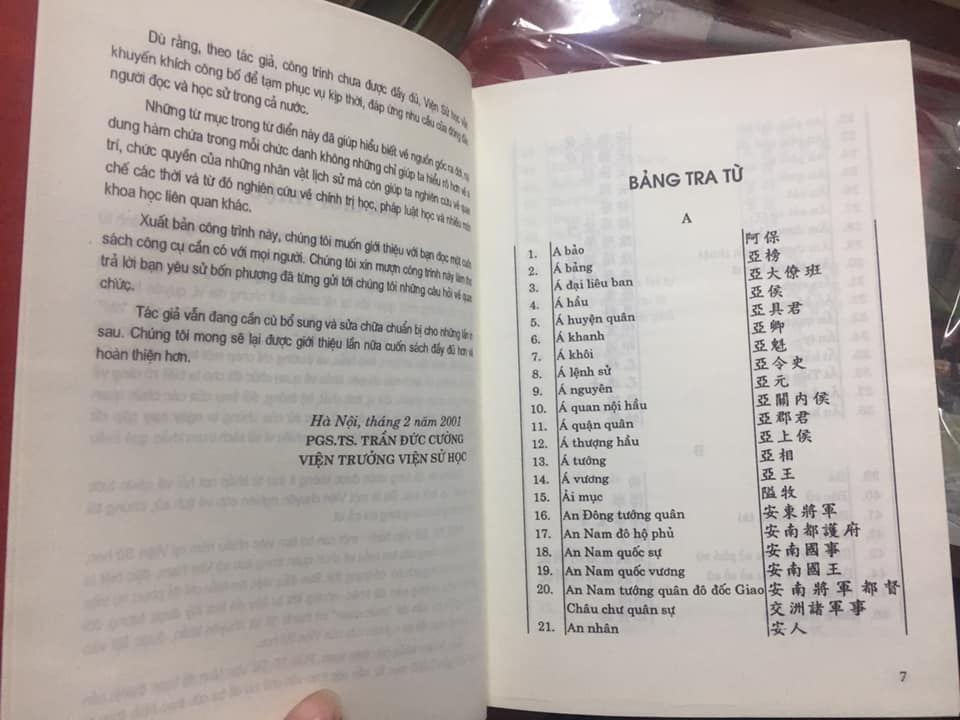 Dù rằng, theo tác giả, công trình chưa được đầy đủ, Viện Sử học vẫn
khuyến khích công bố để tạm phục vụ kịp thời, đáp ứng nhu cầu của đông đảo
người đọc và học sử trong cả nước.
Những từ mục trong từ điển này đã giúp hiểu biết về nguồn gốc ra đời, nội
dung hàm chứa trong mỗi chức danh không những chỉ giúp ta hiểu rõ hơn về vị
trí, chức quyền của những nhân vật lịch sử mà còn giúp ta nghiên cứu về quan
chế các thời và từ đó nghiên cứu về chính trị học, pháp luật học và nhiều môn
khoa học liên quan khác.
Xuất bản công trình này, chúng tôi muốn giới thiệu với bạn đọc một cuốn
sách công cụ cần có với mọi người. Chúng tôi xin mượn công trình này làm thư
trả lời bạn yêu sử bốn phương đã từng gửi tới chúng tôi những câu hỏi về quan
chức.
Tác giả vẫn đang cần cù bổ sung và sửa chữa chuẩn bị cho những lần in
sau. Chúng tôi mong sẽ lại được giới thiệu lần nữa cuốn sách đầy đủ hơn và
hoàn thiện hơn.
Hà Nội, tháng 2 năm 2001
PGS.TS. TRẦN ĐỨC CƯỜNG
VIỆN TRƯỞNG VIỆN SỬ HỌC
BẢNG TRA TỪ
A
1. A bảo 阿保
2. Á bảng 亞榜
3. Á đại liêu ban 亞大僚班
4. Á hầu 亞侯
5. Á huyện quân 亞具君
6. Á khanh 亞卿
7. Á khôi 亞魁
8. Á lệnh sử 亞令史
9. Á nguyên 亞元
10. Á quan nội hầu 亞關內侯
11. Á quận quân 亞郡君
12. Á thượng hầu 亞上侯
13. Á tướng 亞相
14. Á vương 亞王
15. Ải mục 隘牧
16. An Đông tướng quân 安東將軍
17. An Nam đô hộ phủ 安南都護府
18. An Nam quốc sự 安南國事
19. An Nam quốc vương 安南國王
20. An Nam tướng quân đô đốc Giao 安南將軍都督
Châu chư quân sự 交洲諸軍事
21. An nhân 安人
7